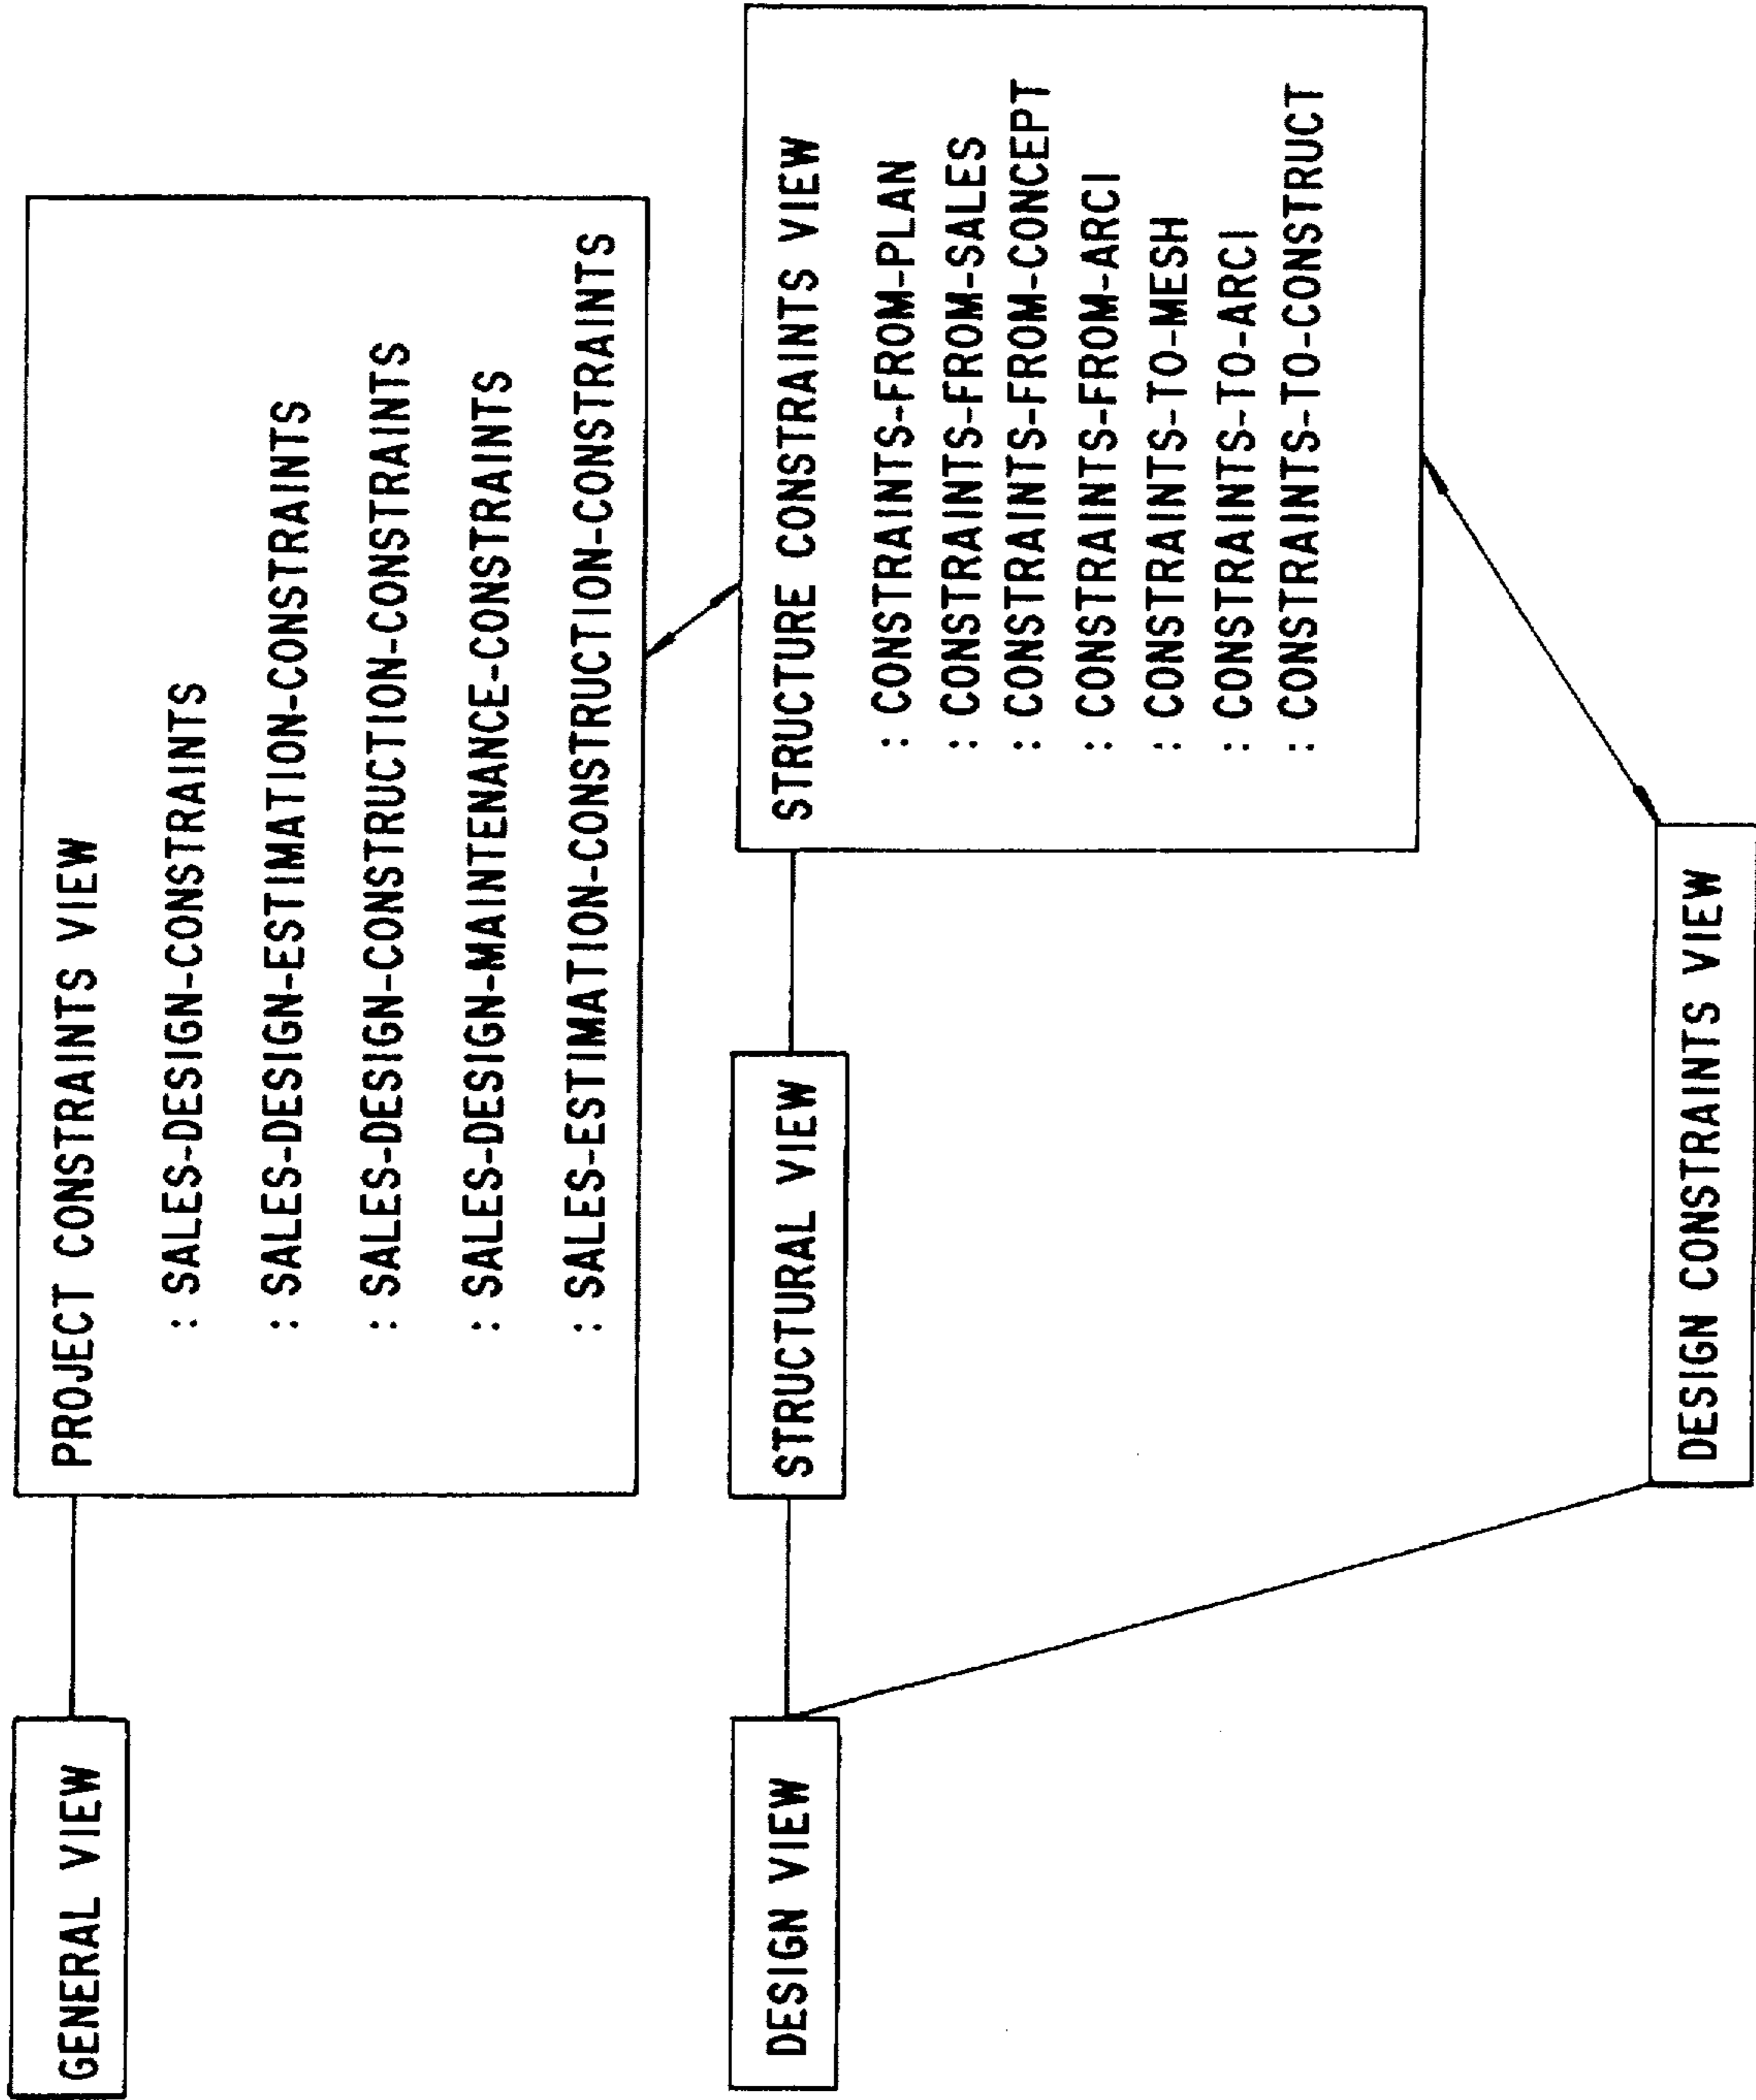 GENERAL VIEW
PROJECT CONSTRAINTS VIEW
: SALES-DESIGN-CONSTRAINTS
: SALES-DESIGN-ESTIMATION-CONSTRAINTS
: SALES-DESIGN-CONSTRUCTION-CONSTRAINTS
: SALES-DESIGN-MAINTENANCE-CONSTRAINTS
: SALES-ESTIMATION-CONSTRUCTION-CONSTRAINTS
DESIGN VIEW
STRUCTURAL VIEW
STRUCTURE CONSTRAINTS VIEW
: CONSTRAINTS-FROM-PLAN
: CONSTRAINTS-FROM-SALES
: CONSTRAINTS-FROM-CONCEPT
: CONSTRAINTS-FROM-ARCI
: CONSTRAINTS-TO-MESH
: CONSTRAINTS-TO-ARCI
: CONSTRAINTS-TO-CONSTRUCT
DESIGN CONSTRAINTS VIEW